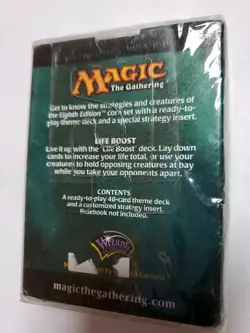 MAGIC
The Gathering
Get to know the strategies and creatures of
the Eighth Edition™ core set with a ready-to-
play theme deck and a special strategy insert.
LIFE BOOST
Live it up with the "Life Boost" deck. Lay down
cards to increase your life total, or use your
creatures to hold opposing creatures at bay
while you take your opponents apart.
CONTENTS
A ready-to-play 40-card theme deck
and a customized strategy insert.
Rulebook not included.
Wizards
magicthegathering.com